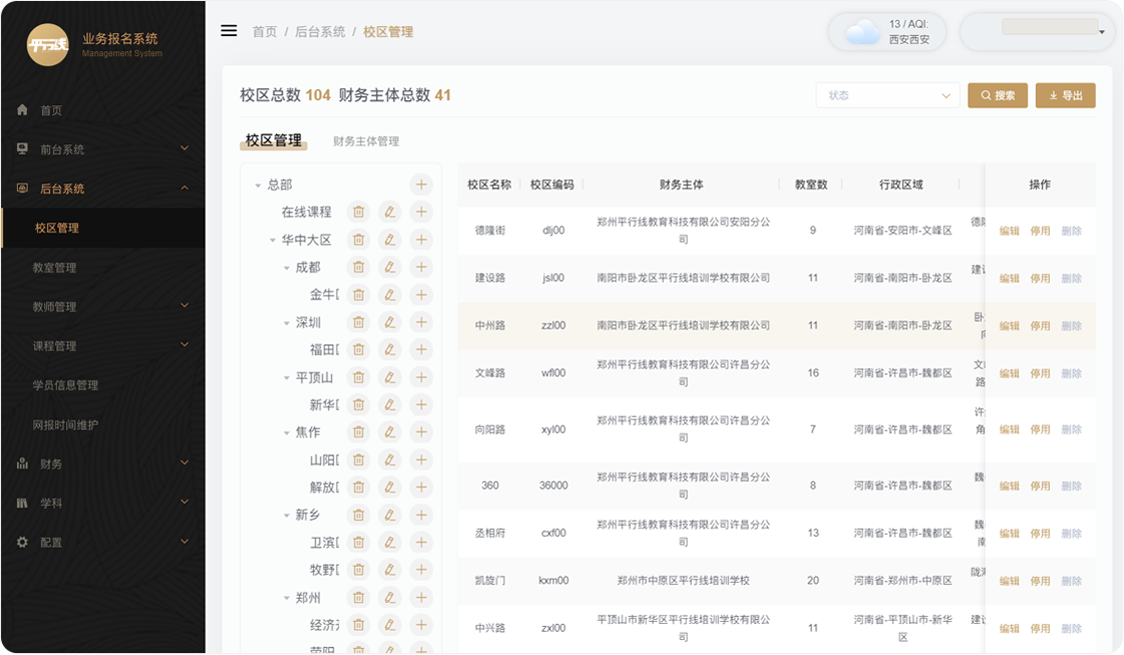 平行线
业务报名系统
Management System
首页
前台系统
后台系统
校区管理
教室管理
教师管理
课程管理
学员信息管理
网报时间维护
财务
学科
配置
首页 / 后台系统 / 校区管理
13 / AQI:
西安西安
校区总数 104 财务主体总数 41
状态
搜索
导出
校区管理
财务主体管理
总部
在线课程
华中大区
成都
金牛
深圳
福田
平顶山
新华
焦作
山阳
解放
新乡
卫滨
牧野
郑州
经济
荥阳
校区名称 校区编码 财务主体 教室数 行政区域 操作
德隆街 dlj00 郑州平行线教育科技有限公司安阳分公
司 9 河南省-安阳市-文峰区 德隆 编辑 停用 删除
建设路 jsl00 南阳市卧龙区平行线培训学校有限公司 11 河南省-南阳市-卧龙区 建设 编辑 停用 删除
中州路 zzl00 南阳市卧龙区平行线培训学校有限公司 11 河南省-南阳市-卧龙区 卧 编辑 停用 删除
向
文峰路 wfl00 郑州平行线教育科技有限公司许昌分公
司 16 河南省-许昌市-魏都区 文 编辑 停用 删除
路
向阳路 xyl00 郑州平行线教育科技有限公司许昌分公
司 7 河南省-许昌市-魏都区 许 编辑 停用 删除
角
360 36000 郑州平行线教育科技有限公司许昌分公
司 8 河南省-许昌市-魏都区 魏 编辑 停用 删除
丞相府 cxf00 郑州平行线教育科技有限公司许昌分公
司 13 河南省-许昌市-魏都区 魏 编辑 停用 删除
南
凯旋门 kxm00 郑州市中原区平行线培训学校 20 河南省-郑州市-中原区 陇海 编辑 停用 删除
中兴路 zxl00 平顶山市新华区平行线培训学校有限公
司 11 河南省-平顶山市-新华
区 建设 编辑 停用 删除